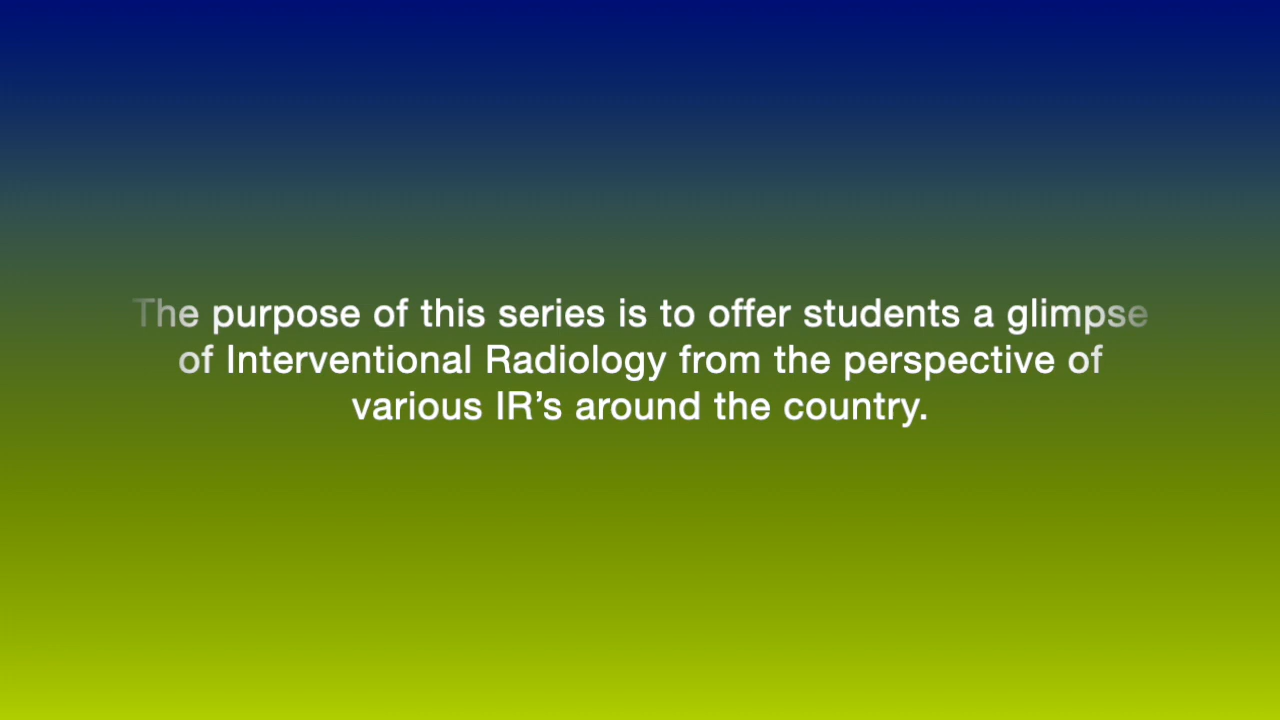 The purpose of this series is to offer students a glimpse
of Interventional Radiology from the perspective of
various IR’s around the country.